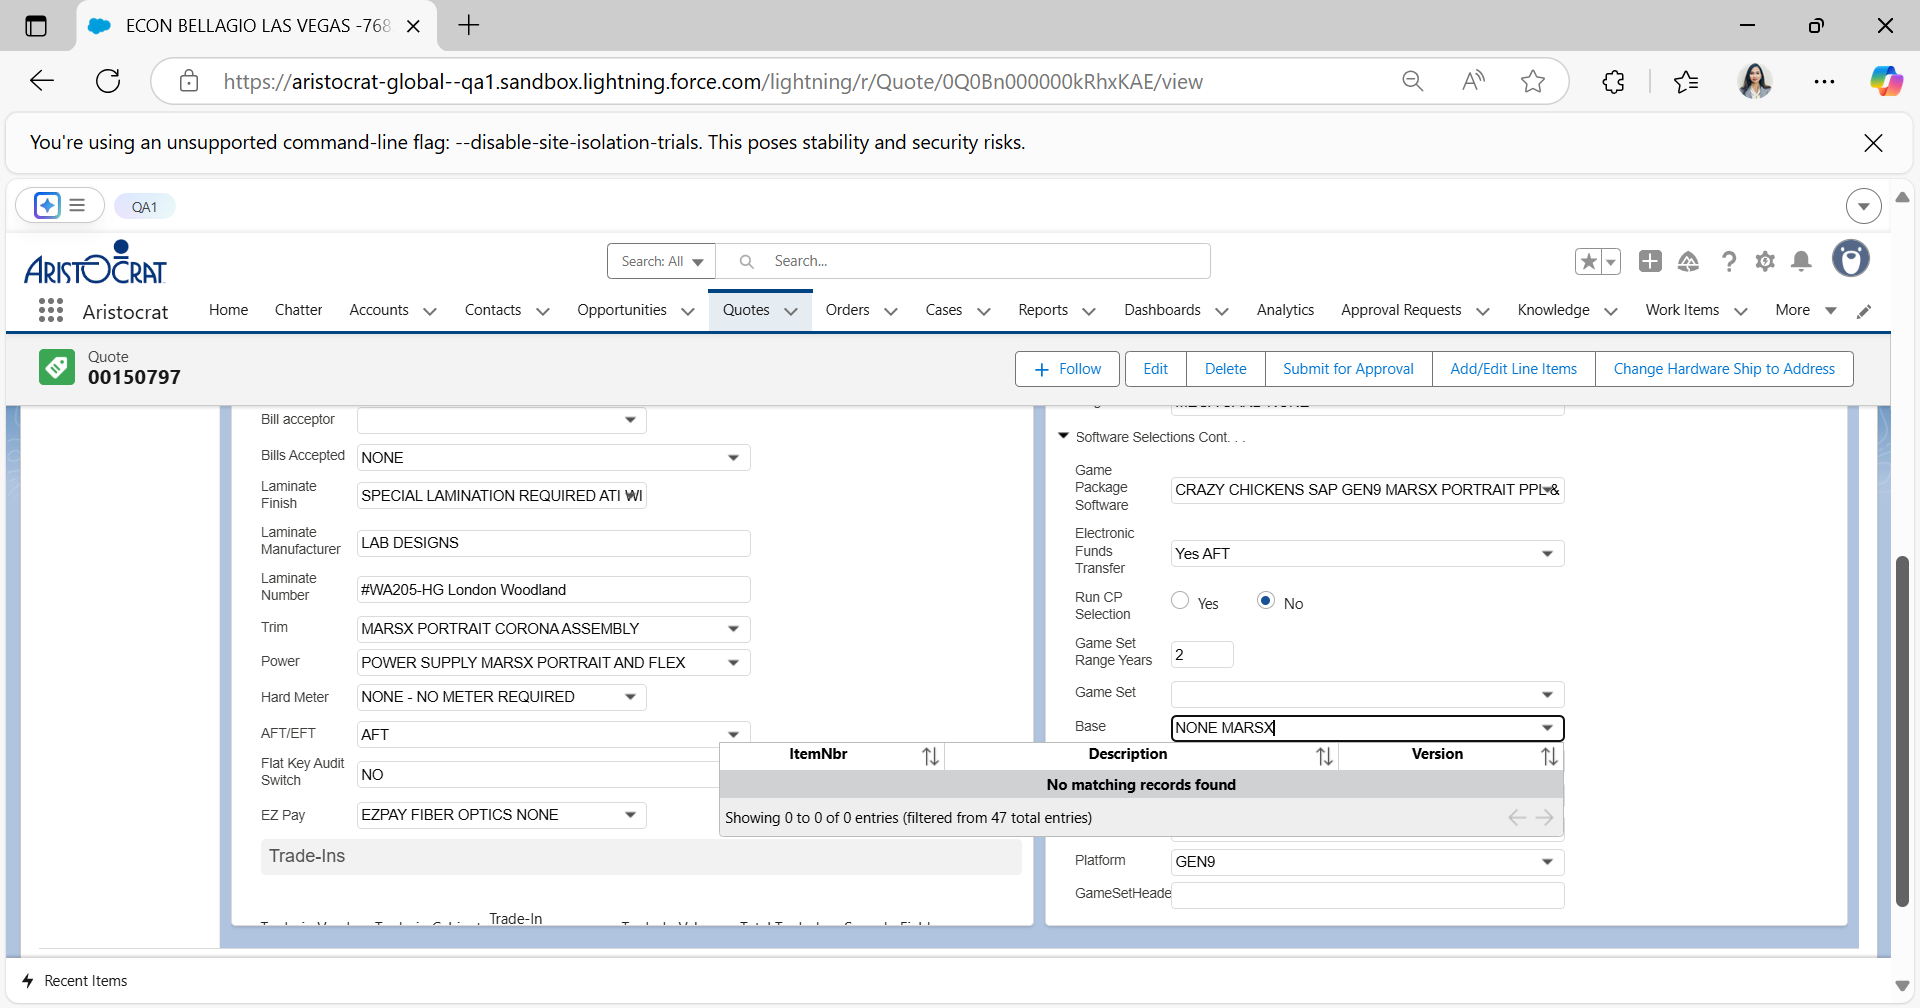 ECON BELLAGIO LAS VEGAS -768
https://aristocrat-global--qa1.sandbox.lightning.force.com/lightning/r/Quote/0Q0Bn000000kRhxKAE/view
You're using an unsupported command-line flag: --disable-site-isolation-trials. This poses stability and security risks.
QA1
ARISTOCRAT
Search: All
Search...
Aristocrat
Home
Chatter
Accounts
Contacts
Opportunities
Quotes
Orders
Cases
Reports
Dashboards
Analytics
Approval Requests
Knowledge
Work Items
More
Quote
00150797
Follow
Edit
Delete
Submit for Approval
Add/Edit Line Items
Change Hardware Ship to Address
Bill acceptor
Bills Accepted
NONE
Laminate
Finish
SPECIAL LAMINATION REQUIRED ATI WI
Laminate
Manufacturer
LAB DESIGNS
Laminate
Number
#WA205-HG London Woodland
Trim
MARSX PORTRAIT CORONA ASSEMBLY
Power
POWER SUPPLY MARSX PORTRAIT AND FLEX
Hard Meter
NONE - NO METER REQUIRED
AFT/EFT
AFT
Flat Key Audit
Switch
NO
EZ Pay
EZPAY FIBER OPTICS NONE
Trade-Ins
Trade-In
Software Selections Cont. . .
Game
Package
Software
CRAZY CHICKENS SAP GEN9 MARSX PORTRAIT PPL &
Electronic
Funds
Transfer
Yes AFT
Run CP
Selection
Yes
No
Game Set
Range Years
2
Game Set
Base
NONE MARSX
ItemNbr
Description
Version
No matching records found
Showing 0 to 0 of 0 entries (filtered from 47 total entries)
Platform
GEN9
GameSetHeade
Recent Items